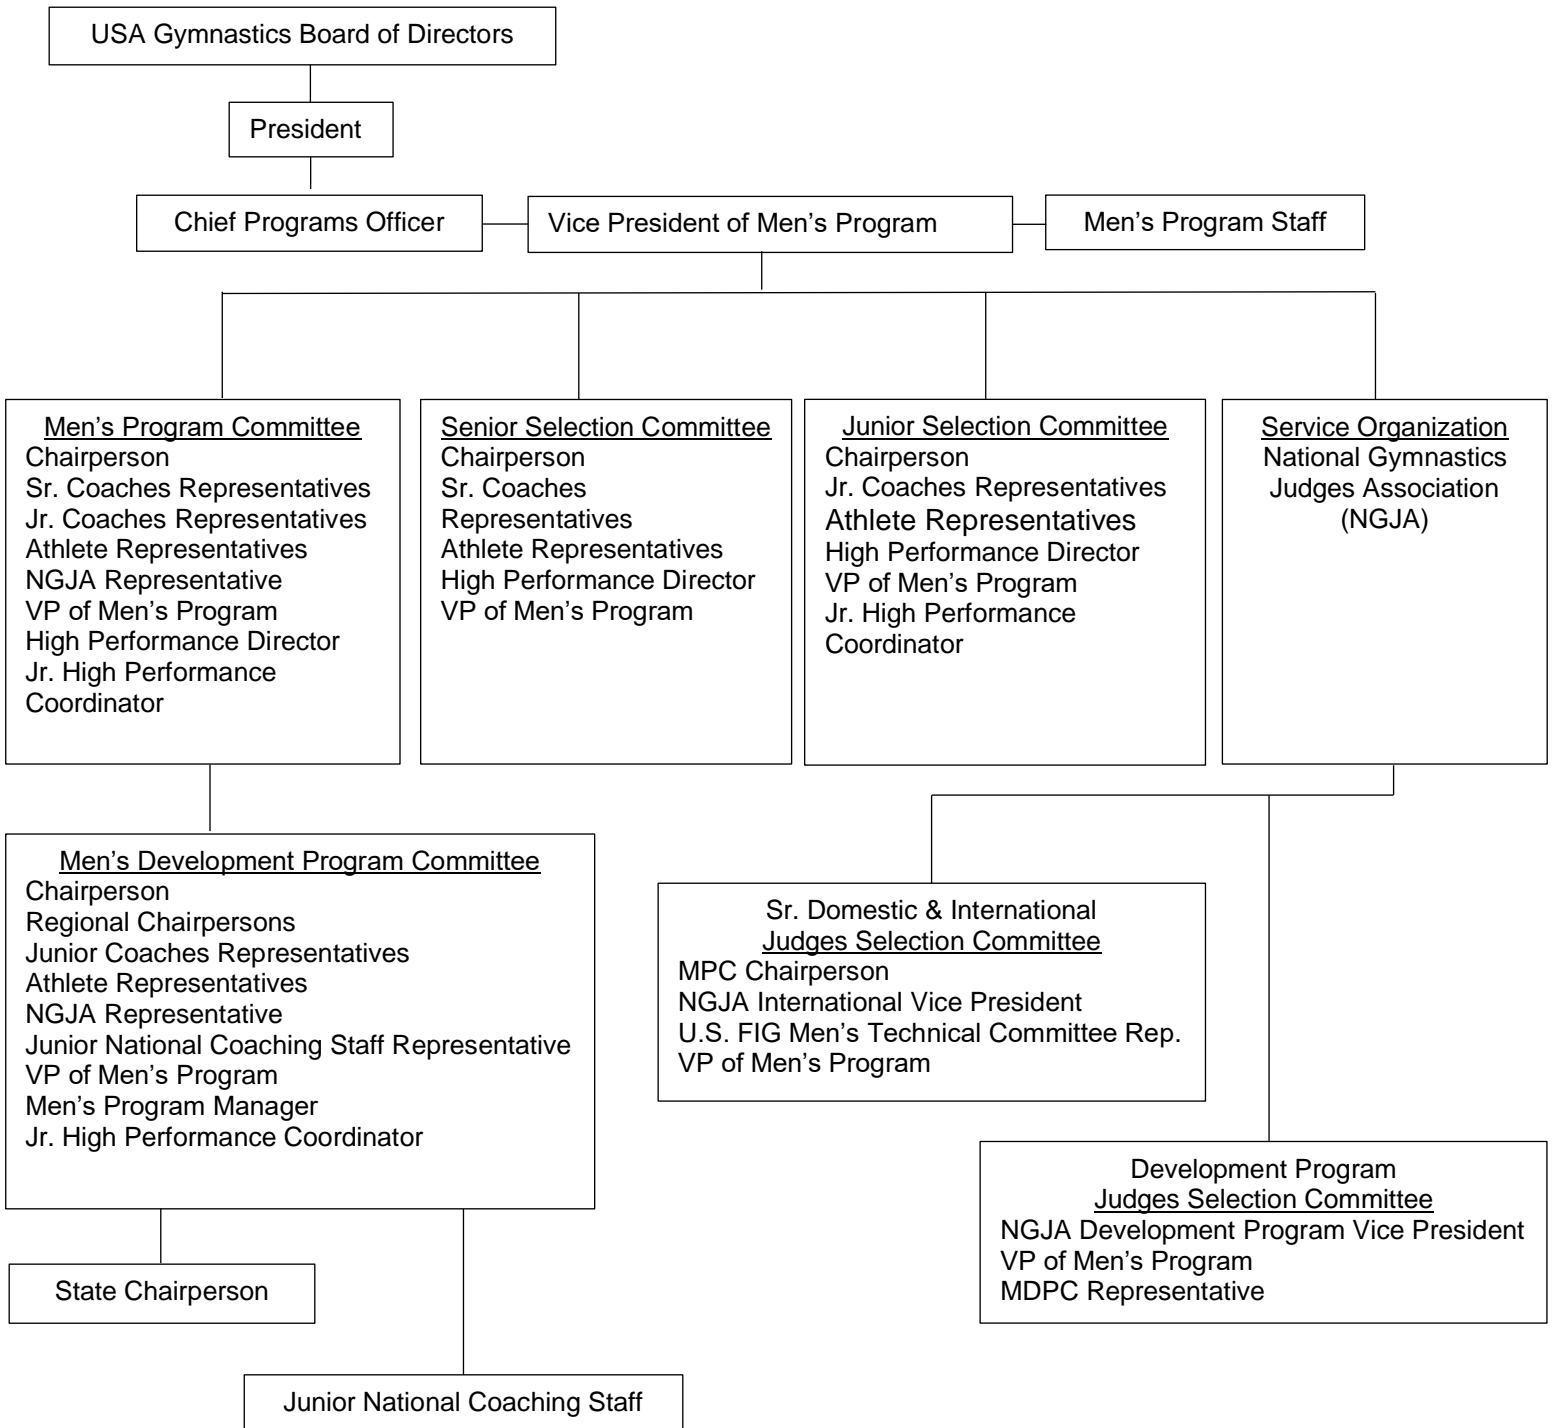 USA Gymnastics Board of Directors
President
Chief Programs Officer
Vice President of Men’s Program
Men’s Program Staff
Men’s Program Committee
Chairperson
Sr. Coaches Representatives
Jr. Coaches Representatives
Athlete Representatives
NGJA Representative
VP of Men’s Program
High Performance Director
Jr. High Performance
Coordinator
Senior Selection Committee
Chairperson
Sr. Coaches
Representatives
Athlete Representatives
High Performance Director
VP of Men’s Program
Junior Selection Committee
Chairperson
Jr. Coaches Representatives
Athlete Representatives
High Performance Director
VP of Men’s Program
Jr. High Performance
Coordinator
Service Organization
National Gymnastics
Judges Association
(NGJA)
Men’s Development Program Committee
Chairperson
Regional Chairpersons
Junior Coaches Representatives
Athlete Representatives
NGJA Representative
Junior National Coaching Staff Representative
VP of Men’s Program
Men’s Program Manager
Jr. High Performance Coordinator
Sr. Domestic & International
Judges Selection Committee
MPC Chairperson
NGJA International Vice President
U.S. FIG Men’s Technical Committee Rep.
VP of Men’s Program
Development Program
Judges Selection Committee
NGJA Development Program Vice President
VP of Men’s Program
MDPC Representative
State Chairperson
Junior National Coaching Staff